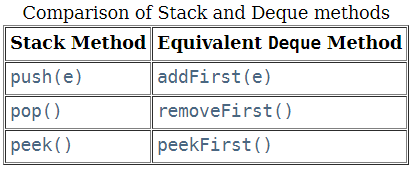 Comparison of Stack and Deque methods
Stack Method Equivalent Deque Method
push(e) addFirst(e)
pop() removeFirst()
peek() peekFirst()